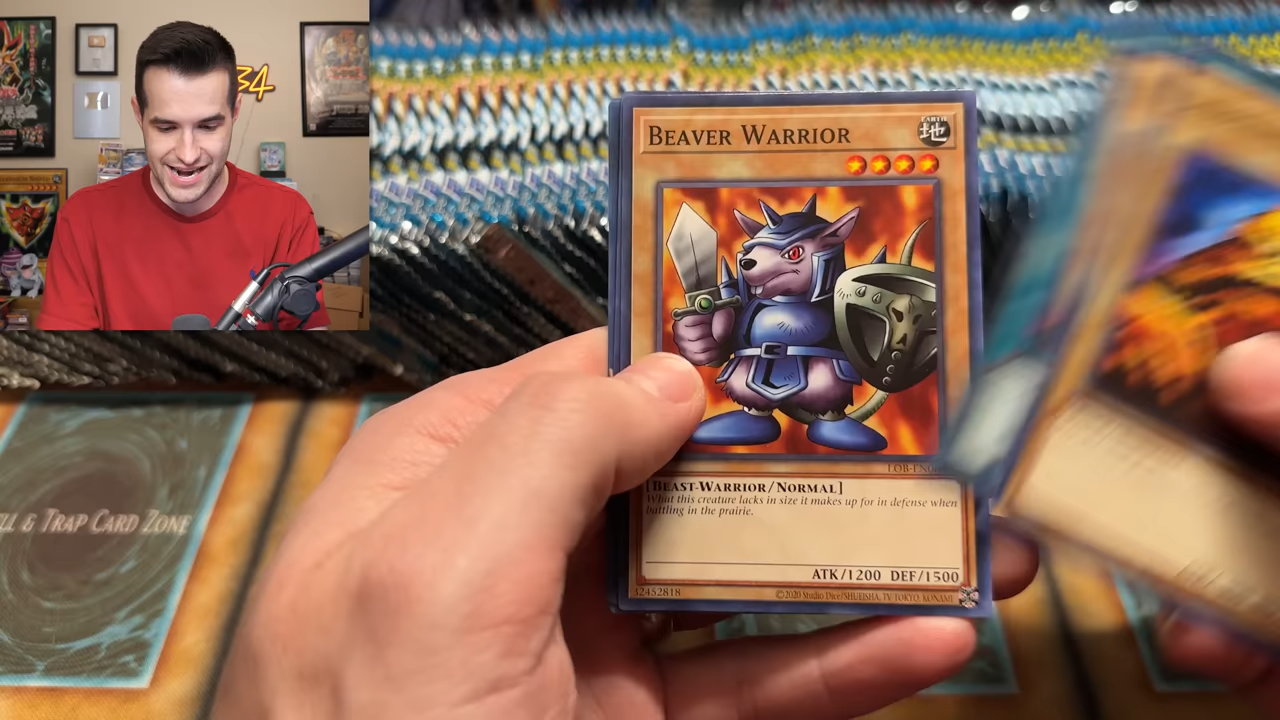 34
BEAVER WARRIOR
EARTH
地
LOB-EN0
[BEAST-WARRIOR/NORMAL]
What this creature lacks in size it makes up for in defense when
battling in the prairie.
ATK/1200 DEF/1500
32452818
©2020 Studio Dice/SHUEISHA, TV TOKYO, KONAMI
LL & TRAP CARD ZONE